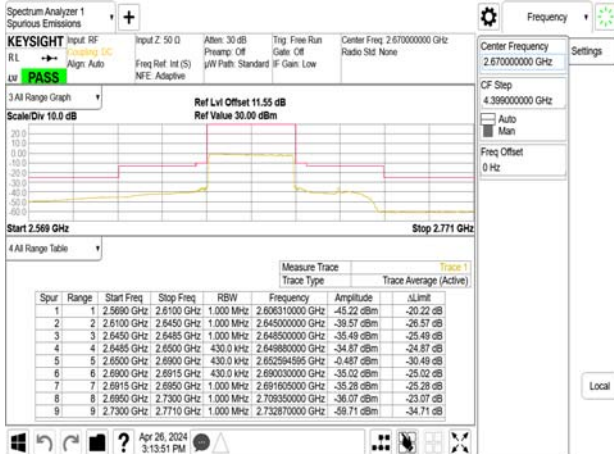 Spectrum Analyzer 1
Spurious Emissions
Frequency
KEYSIGHT Input: RF Input Z: 50 Ω Atten: 30 dB Trig: Free Run Center Freq: 2.670000000 GHz
RL Coupling: DC Preamp: Off Gate: Off Radio Std: None
Align: Auto Freq Ref: Int (S) µW Path: Standard IF Gain: Low
NFE: Adaptive
LV PASS
Center Frequency
2.670000000 GHz
Settings
CF Step
4.399000000 GHz
Auto
Man
Freq Offset
0 Hz
Local
3 All Range Graph
Ref Lvl Offset 11.55 dB
Scale/Div 10.0 dB Ref Value 30.00 dBm
20.0
10.0
0.00
-10.0
-20.0
-30.0
-40.0
-50.0
-60.0
Start 2.569 GHz Stop 2.771 GHz
4 All Range Table
Measure Trace Trace 1
Trace Type Trace Average (Active)
Spur Range Start Freq Stop Freq RBW Frequency Amplitude ΔLimit
1 1 2.5690 GHz 2.6100 GHz 1.000 MHz 2.606310000 GHz -45.22 dBm -20.22 dB
2 2 2.6100 GHz 2.6450 GHz 1.000 MHz 2.645000000 GHz -39.57 dBm -26.57 dB
3 3 2.6450 GHz 2.6485 GHz 1.000 MHz 2.648500000 GHz -35.49 dBm -25.49 dB
4 4 2.6485 GHz 2.6500 GHz 430.0 kHz 2.649880000 GHz -34.87 dBm -24.87 dB
5 5 2.6500 GHz 2.6900 GHz 430.0 kHz 2.652594595 GHz -0.487 dBm -30.49 dB
6 6 2.6900 GHz 2.6915 GHz 430.0 kHz 2.690030000 GHz -35.02 dBm -25.02 dB
7 7 2.6915 GHz 2.6950 GHz 1.000 MHz 2.691605000 GHz -35.28 dBm -25.28 dB
8 8 2.6950 GHz 2.7300 GHz 1.000 MHz 2.709350000 GHz -36.07 dBm -23.07 dB
9 9 2.7300 GHz 2.7710 GHz 1.000 MHz 2.732870000 GHz -59.71 dBm -34.71 dB
Apr 26, 2024
3:13:51 PM